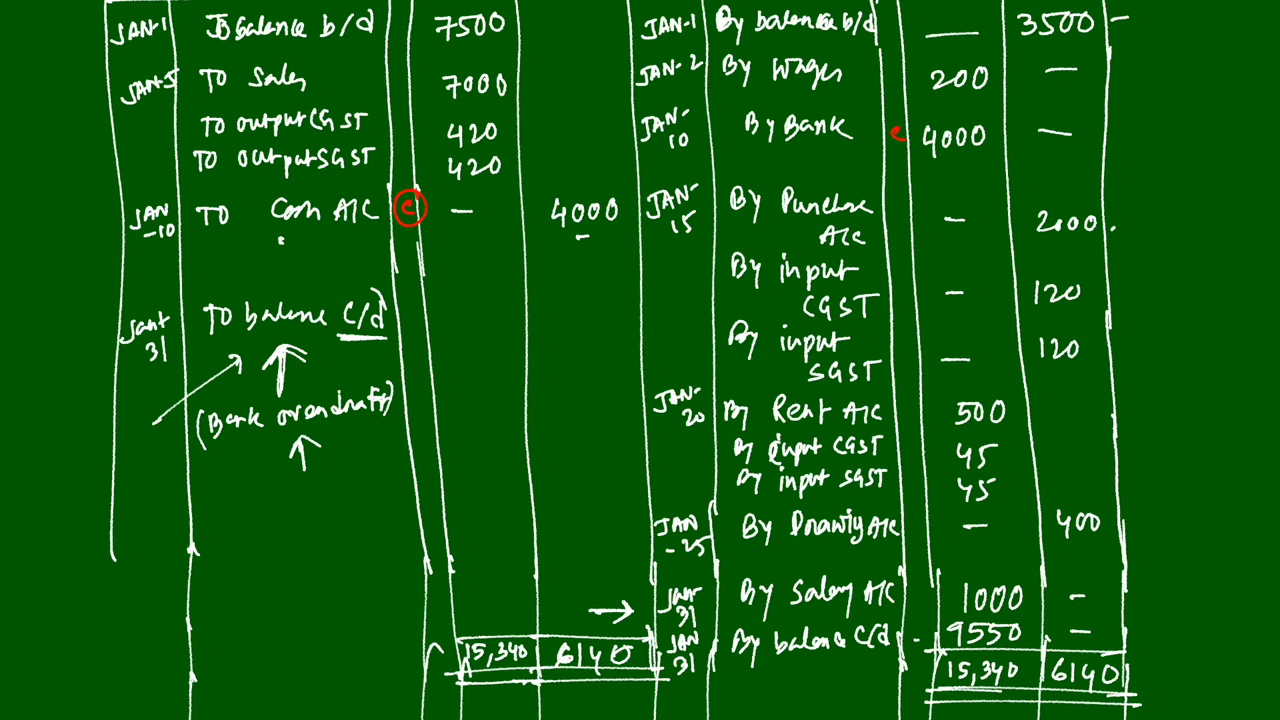 JAN-1 To balance b/d 7500 JAN-1 By balance b/d — 3500 —
JAN-5 TO Sales 7000 JAN-2 By Wages 200 —
TO output CGST 420 JAN-10 By Bank C 4000 —
TO output SGST 420
JAN-10 TO Cash A/C C — 4000 JAN-15 By Purchase A/C — 2000.
By input CGST — 120
JAN 31 TO balance C/d By input SGST — 120
(Bank overdraft) JAN-20 By Rent A/C 500
By input CGST 45
By input SGST 45
JAN-25 By Drawing A/C — 400
JAN 31 By Salary A/C 1000 —
15,340 6140 JAN 31 By balance C/d 9550 —
15,340 6140